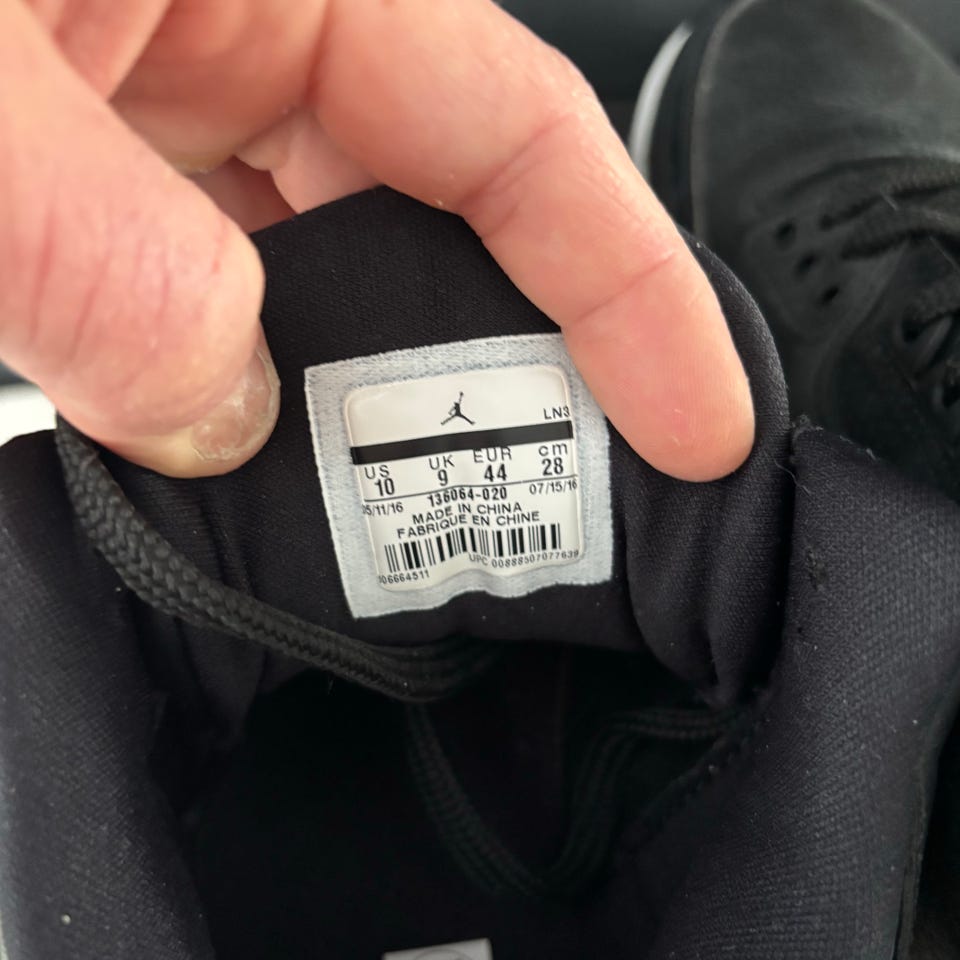 LN3
US UK EUR cm
10 9 44 28
05/11/16 136064-020 07/15/16
MADE IN CHINA
FABRIQUE EN CHINE
UPC 00888507077639
06664511